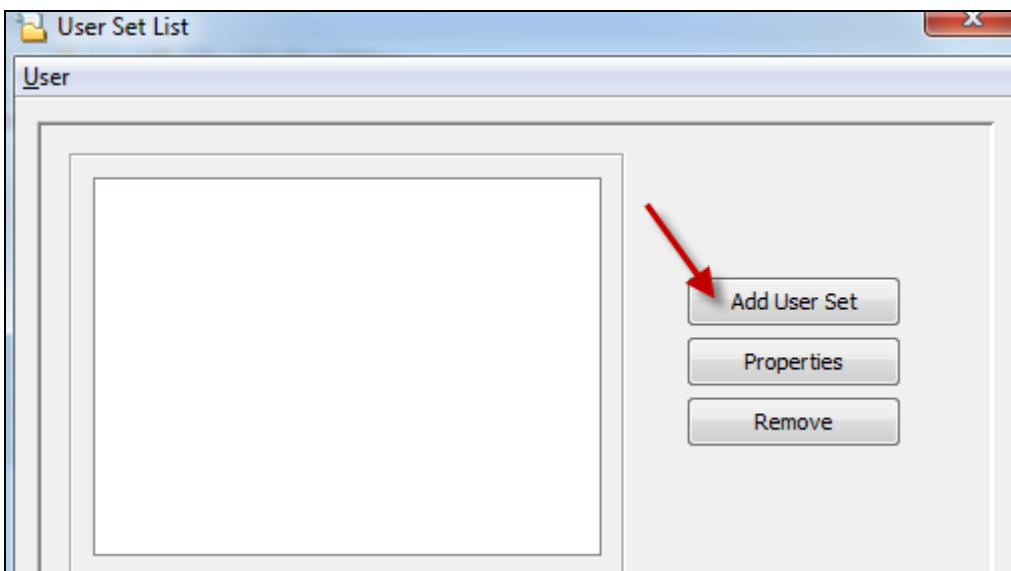 User Set List
User
Add User Set
Properties
Remove